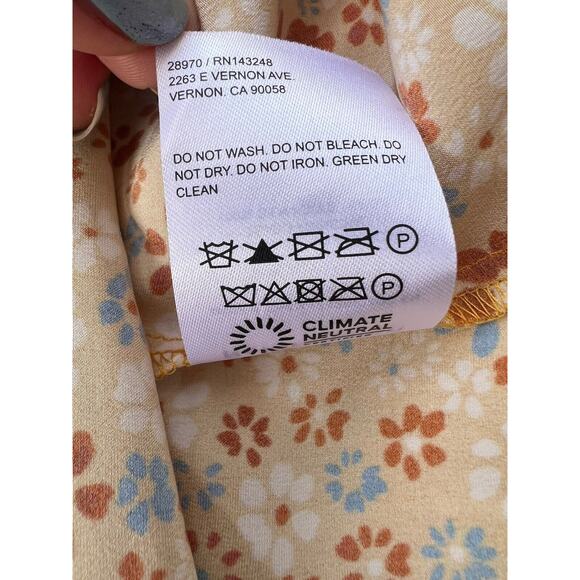 28970 / RN143248
2263 E VERNON AVE.
VERNON, CA 90058
DO NOT WASH. DO NOT BLEACH. DO
NOT DRY. DO NOT IRON. GREEN DRY
CLEAN
P
P
CLIMATE
NEUTRAL